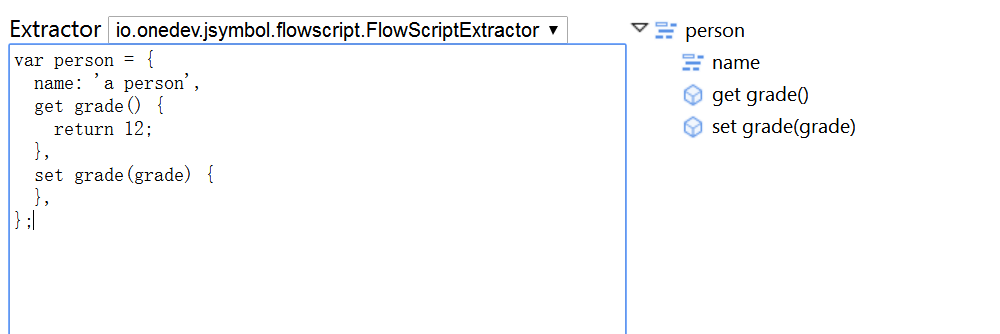 Extractor io.onedev.jsymbol.flowscript.FlowScriptExtractor
var person = {
  name: 'a person',
  get grade() {
    return 12;
  },
  set grade(grade) {
  },
};
person
name
get grade()
set grade(grade)